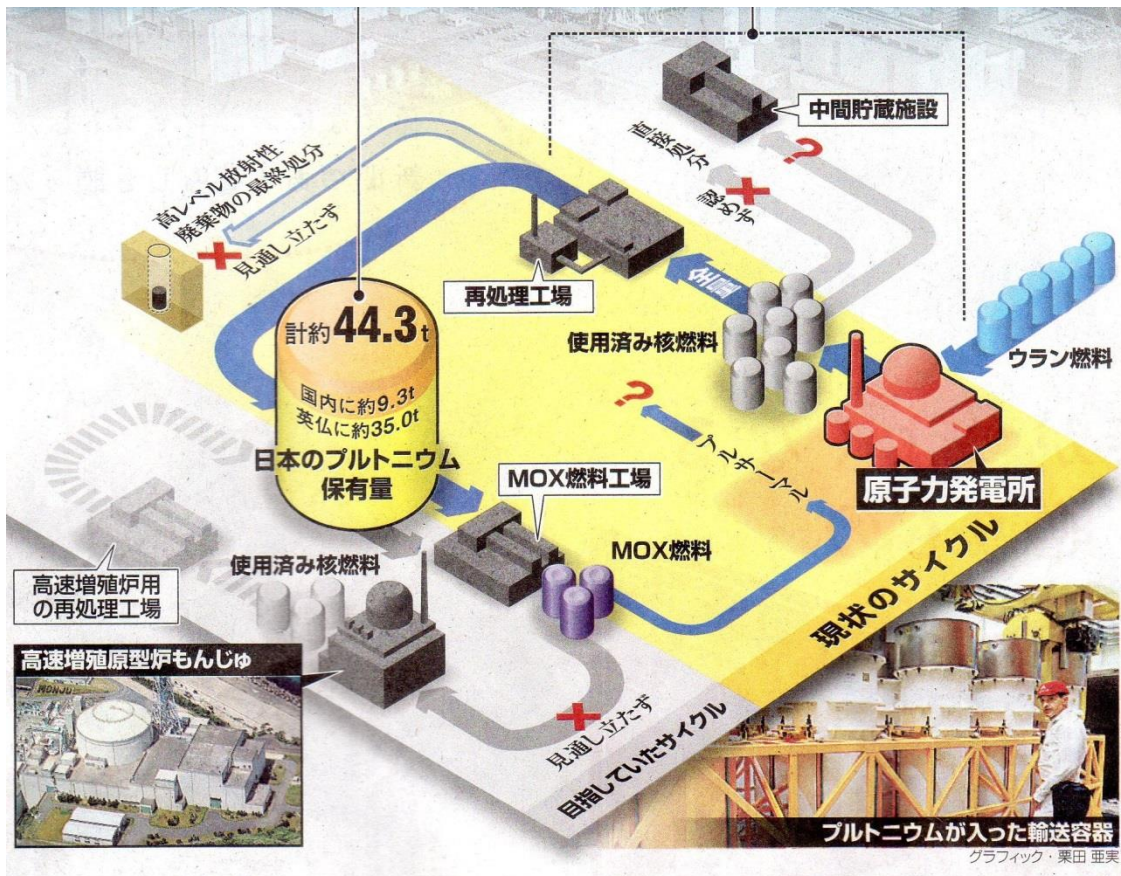 中間貯蔵施設
?
直接処分
認めず
高レベル放射性
廃棄物の最終処分
見通し立たず
再処理工場
全量
使用済み核燃料
ウラン燃料
計約44.3t
国内に約9.3t
英仏に約35.0t
日本のプルトニウム
保有量
?
プルサーマル
原子力発電所
MOX燃料工場
MOX燃料
使用済み核燃料
高速増殖炉用
の再処理工場
現状のサイクル
高速増殖原型炉もんじゅ
MONJU
見通し立たず
目指していたサイクル
プルトニウムが入った輸送容器
グラフィック・栗田 亜実